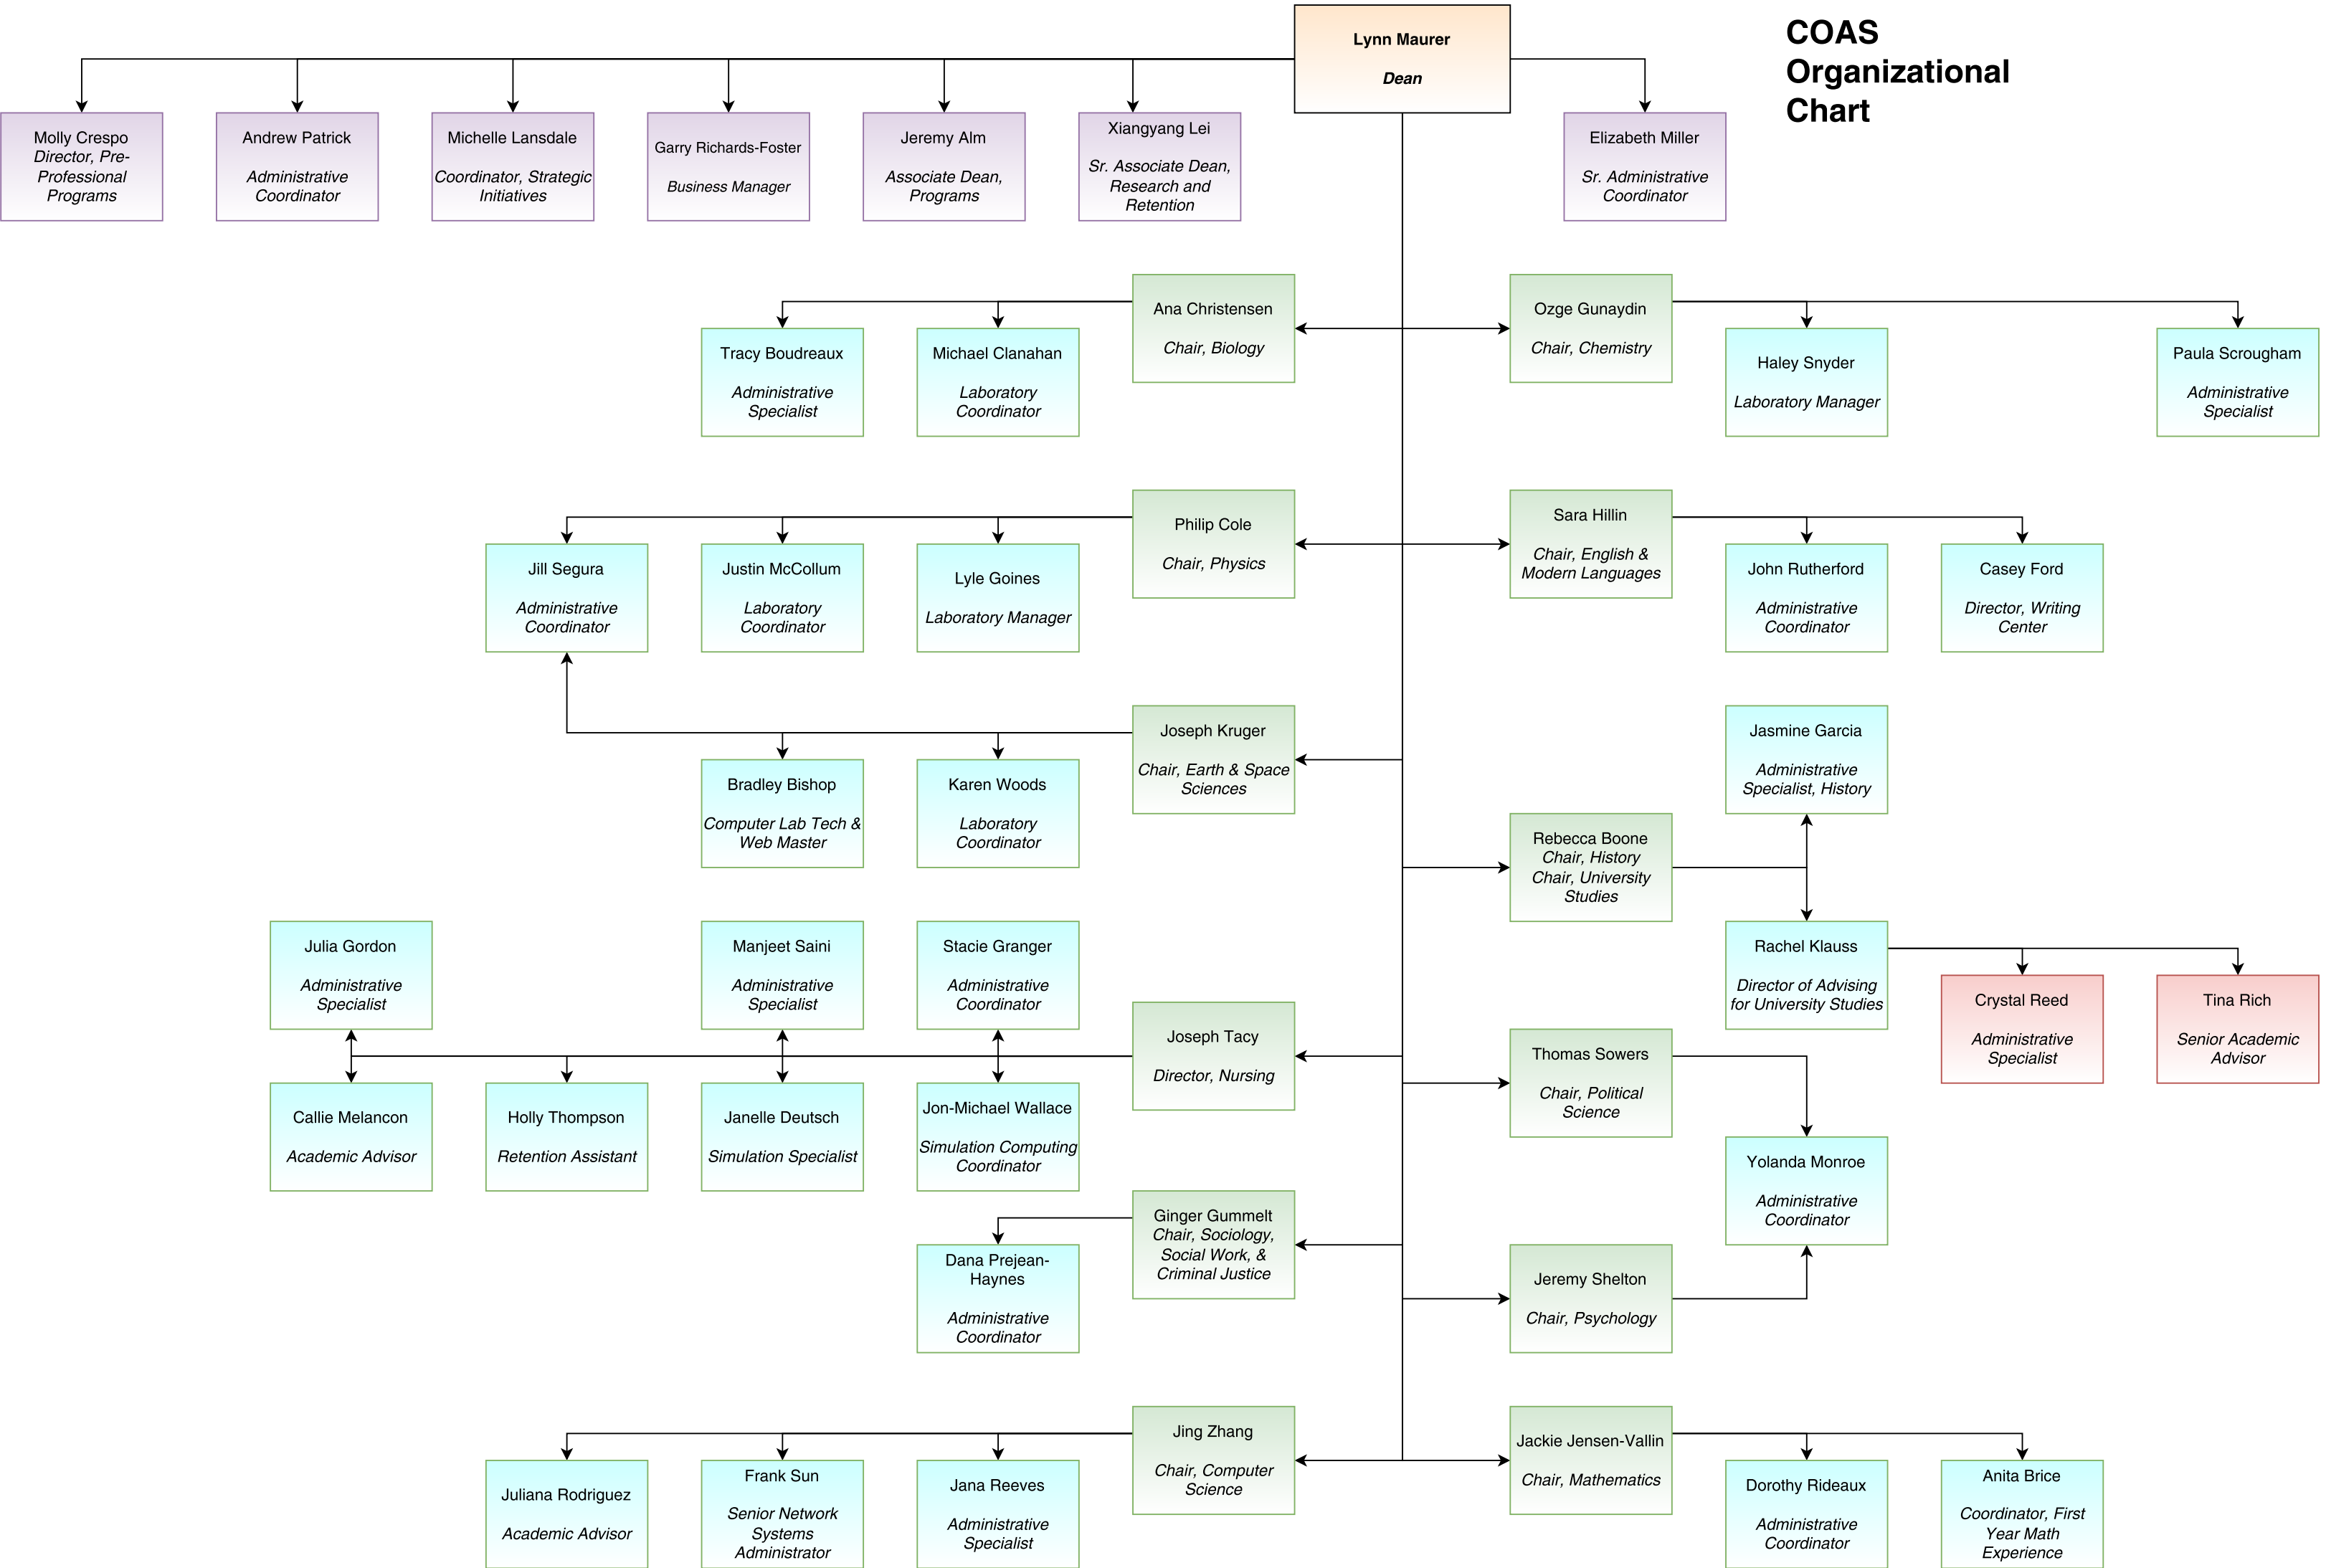 Lynn Maurer
Dean
COAS
Organizational
Chart
Molly Crespo
Director, Pre-
Professional
Programs
Andrew Patrick
Administrative
Coordinator
Michelle Lansdale
Coordinator, Strategic
Initiatives
Garry Richards-Foster
Business Manager
Jeremy Alm
Associate Dean,
Programs
Xiangyang Lei
Sr. Associate Dean,
Research and
Retention
Elizabeth Miller
Sr. Administrative
Coordinator
Tracy Boudreaux
Administrative
Specialist
Michael Clanahan
Laboratory
Coordinator
Ana Christensen
Chair, Biology
Ozge Gunaydin
Chair, Chemistry
Haley Snyder
Laboratory Manager
Paula Scrougham
Administrative
Specialist
Jill Segura
Administrative
Coordinator
Justin McCollum
Laboratory
Coordinator
Lyle Goines
Laboratory Manager
Philip Cole
Chair, Physics
Sara Hillin
Chair, English &
Modern Languages
John Rutherford
Administrative
Coordinator
Casey Ford
Director, Writing
Center
Bradley Bishop
Computer Lab Tech &
Web Master
Karen Woods
Laboratory
Coordinator
Joseph Kruger
Chair, Earth & Space
Sciences
Jasmine Garcia
Administrative
Specialist, History
Rebecca Boone
Chair, History
Chair, University
Studies
Rachel Klauss
Director of Advising
for University Studies
Crystal Reed
Administrative
Specialist
Tina Rich
Senior Academic
Advisor
Julia Gordon
Administrative
Specialist
Manjeet Saini
Administrative
Specialist
Stacie Granger
Administrative
Coordinator
Joseph Tacy
Director, Nursing
Callie Melancon
Academic Advisor
Holly Thompson
Retention Assistant
Janelle Deutsch
Simulation Specialist
Jon-Michael Wallace
Simulation Computing
Coordinator
Thomas Sowers
Chair, Political
Science
Yolanda Monroe
Administrative
Coordinator
Ginger Gummelt
Chair, Sociology,
Social Work, &
Criminal Justice
Dana Prejean-
Haynes
Administrative
Coordinator
Jeremy Shelton
Chair, Psychology
Juliana Rodriguez
Academic Advisor
Frank Sun
Senior Network
Systems
Administrator
Jana Reeves
Administrative
Specialist
Jing Zhang
Chair, Computer
Science
Jackie Jensen-Vallin
Chair, Mathematics
Dorothy Rideaux
Administrative
Coordinator
Anita Brice
Coordinator, First
Year Math
Experience